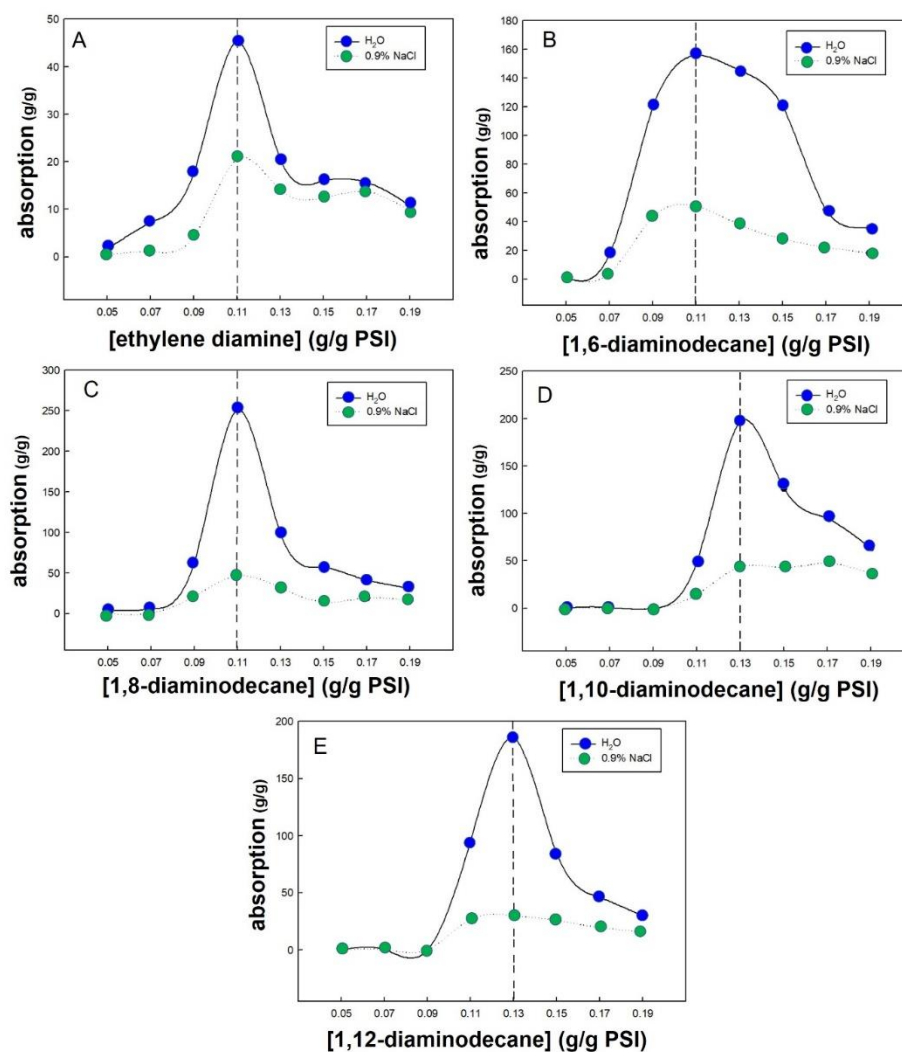 A
H₂O
0.9% NaCl
50
40
30
20
10
0
absorption (g/g)
0.05 0.07 0.09 0.11 0.13 0.15 0.17 0.19
[ethylene diamine] (g/g PSI)
B
H₂O
0.9% NaCl
180
160
140
120
100
80
60
40
20
0
absorption (g/g)
0.05 0.07 0.09 0.11 0.13 0.15 0.17 0.19
[1,6-diaminodecane] (g/g PSI)
C
H₂O
0.9% NaCl
300
250
200
150
100
50
0
absorption (g/g)
0.05 0.07 0.09 0.11 0.13 0.15 0.17 0.19
[1,8-diaminodecane] (g/g PSI)
D
H₂O
0.9% NaCl
250
200
150
100
50
0
absorption (g/g)
0.05 0.07 0.09 0.11 0.13 0.15 0.17 0.19
[1,10-diaminodecane] (g/g PSI)
E
H₂O
0.9% NaCl
200
150
100
50
0
absorption (g/g)
0.05 0.07 0.09 0.11 0.13 0.15 0.17 0.19
[1,12-diaminodecane] (g/g PSI)